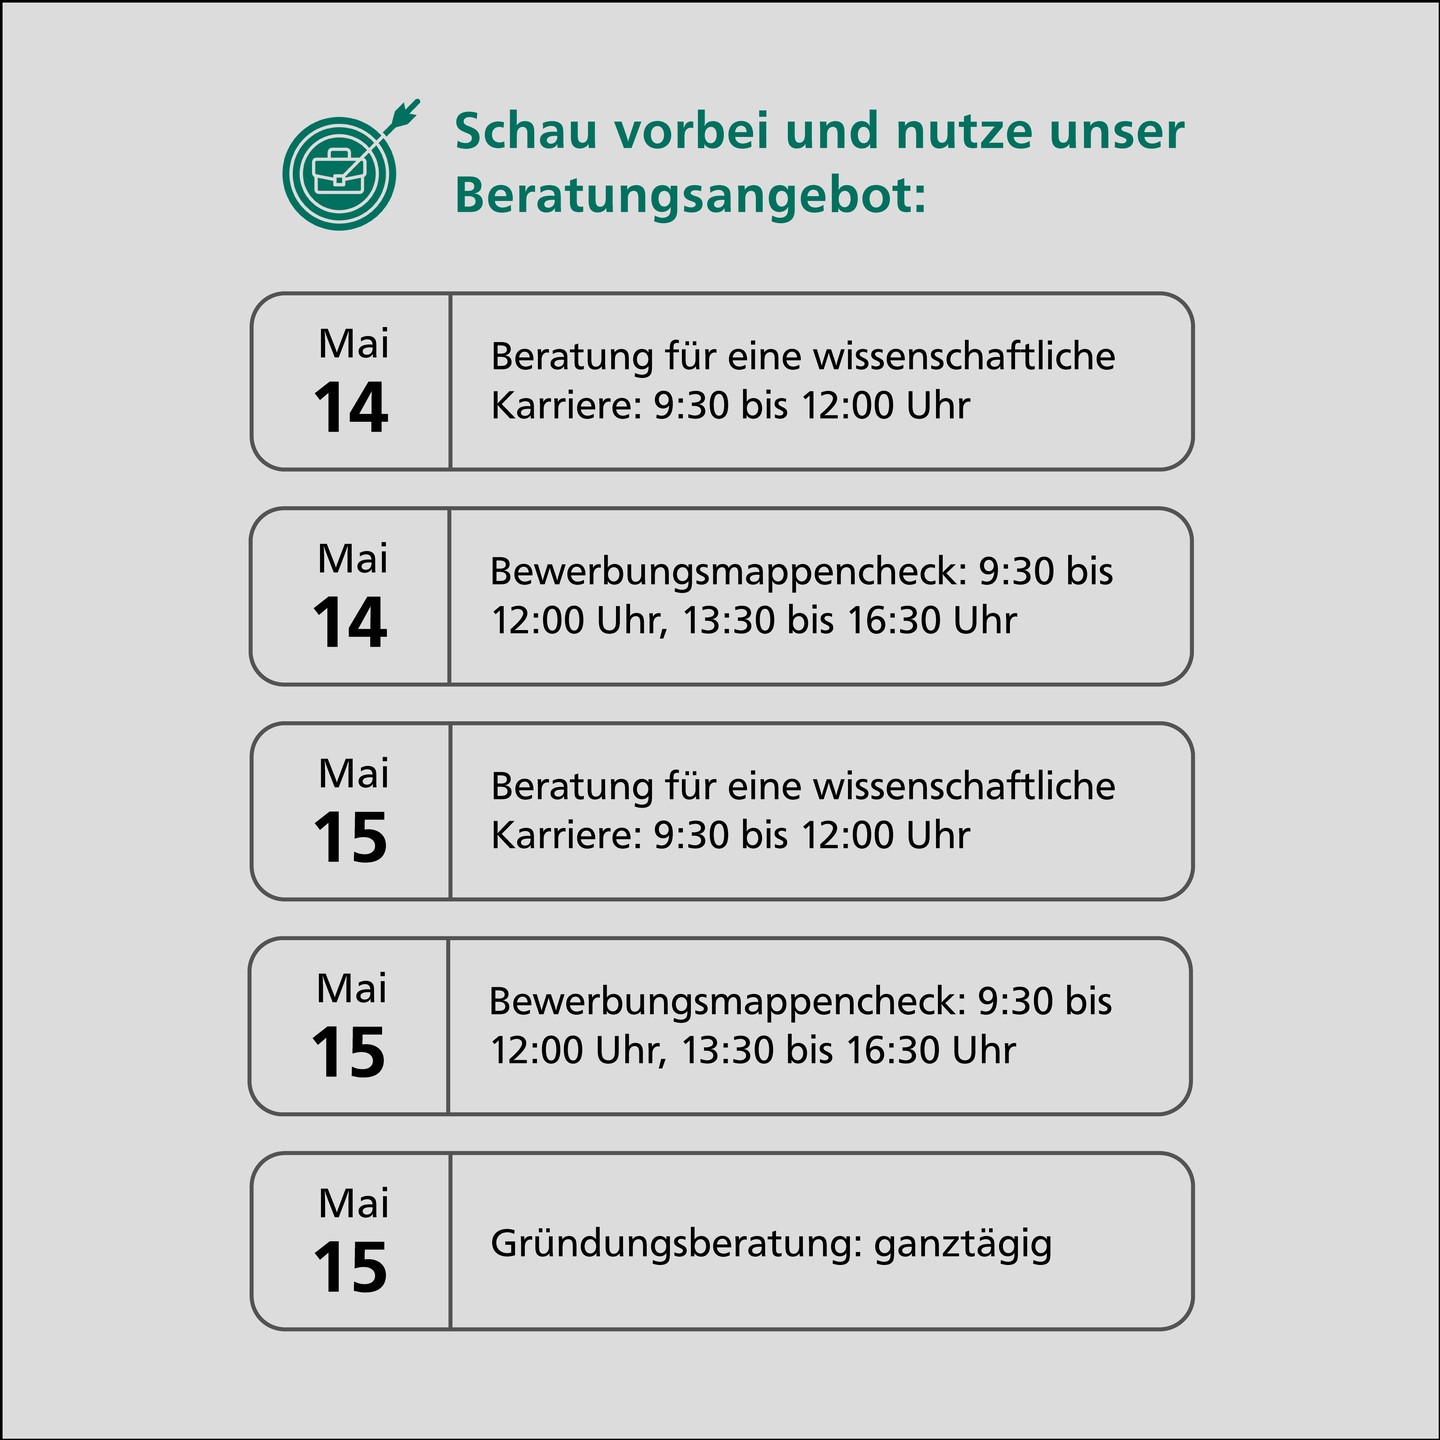 Schau vorbei und nutze unser
Beratungsangebot:
Mai
14
Beratung für eine wissenschaftliche
Karriere: 9:30 bis 12:00 Uhr
Mai
14
Bewerbungsmappencheck: 9:30 bis
12:00 Uhr, 13:30 bis 16:30 Uhr
Mai
15
Beratung für eine wissenschaftliche
Karriere: 9:30 bis 12:00 Uhr
Mai
15
Bewerbungsmappencheck: 9:30 bis
12:00 Uhr, 13:30 bis 16:30 Uhr
Mai
15
Gründungsberatung: ganztägig